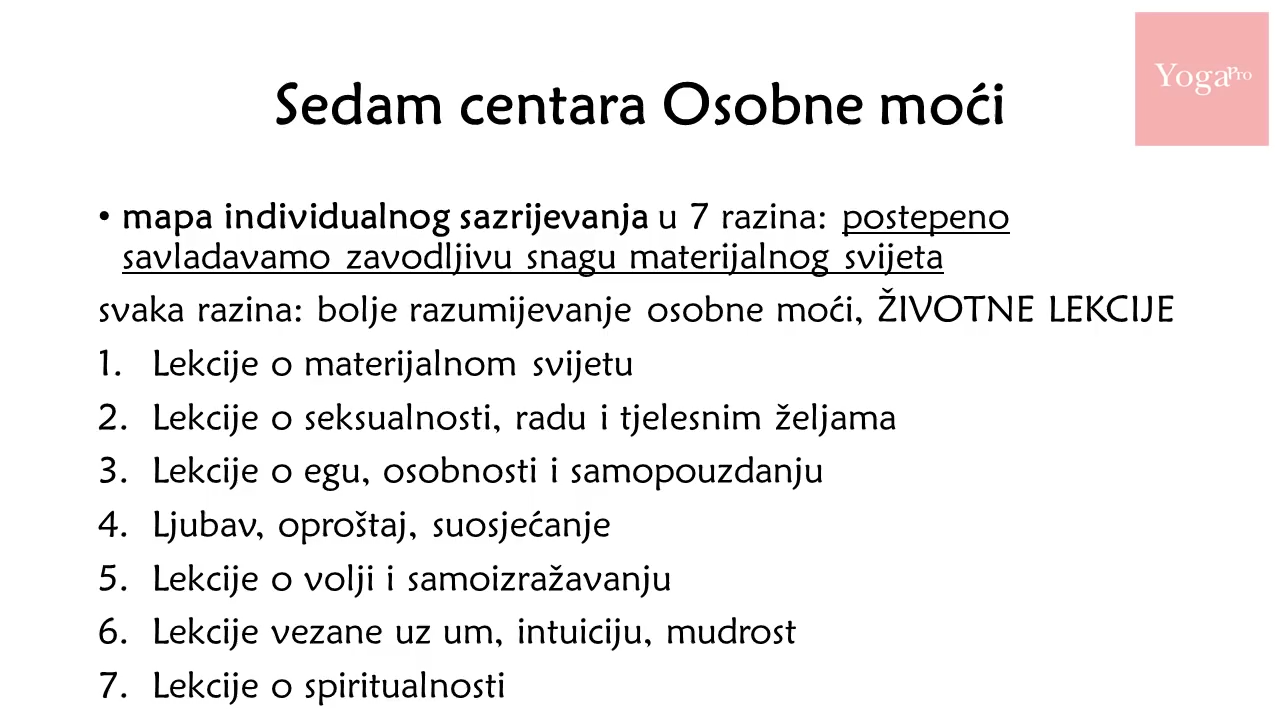 Yoga Pro
Sedam centara Osobne moći
• mapa individualnog sazrijevanja u 7 razina: postepeno
savladavamo zavodljivu snagu materijalnog svijeta
svaka razina: bolje razumijevanje osobne moći, ŽIVOTNE LEKCIJE
1. Lekcije o materijalnom svijetu
2. Lekcije o seksualnosti, radu i tjelesnim željama
3. Lekcije o egu, osobnosti i samopouzdanju
4. Ljubav, oproštaj, suosjećanje
5. Lekcije o volji i samoizražavanju
6. Lekcije vezane uz um, intuiciju, mudrost
7. Lekcije o spiritualnosti